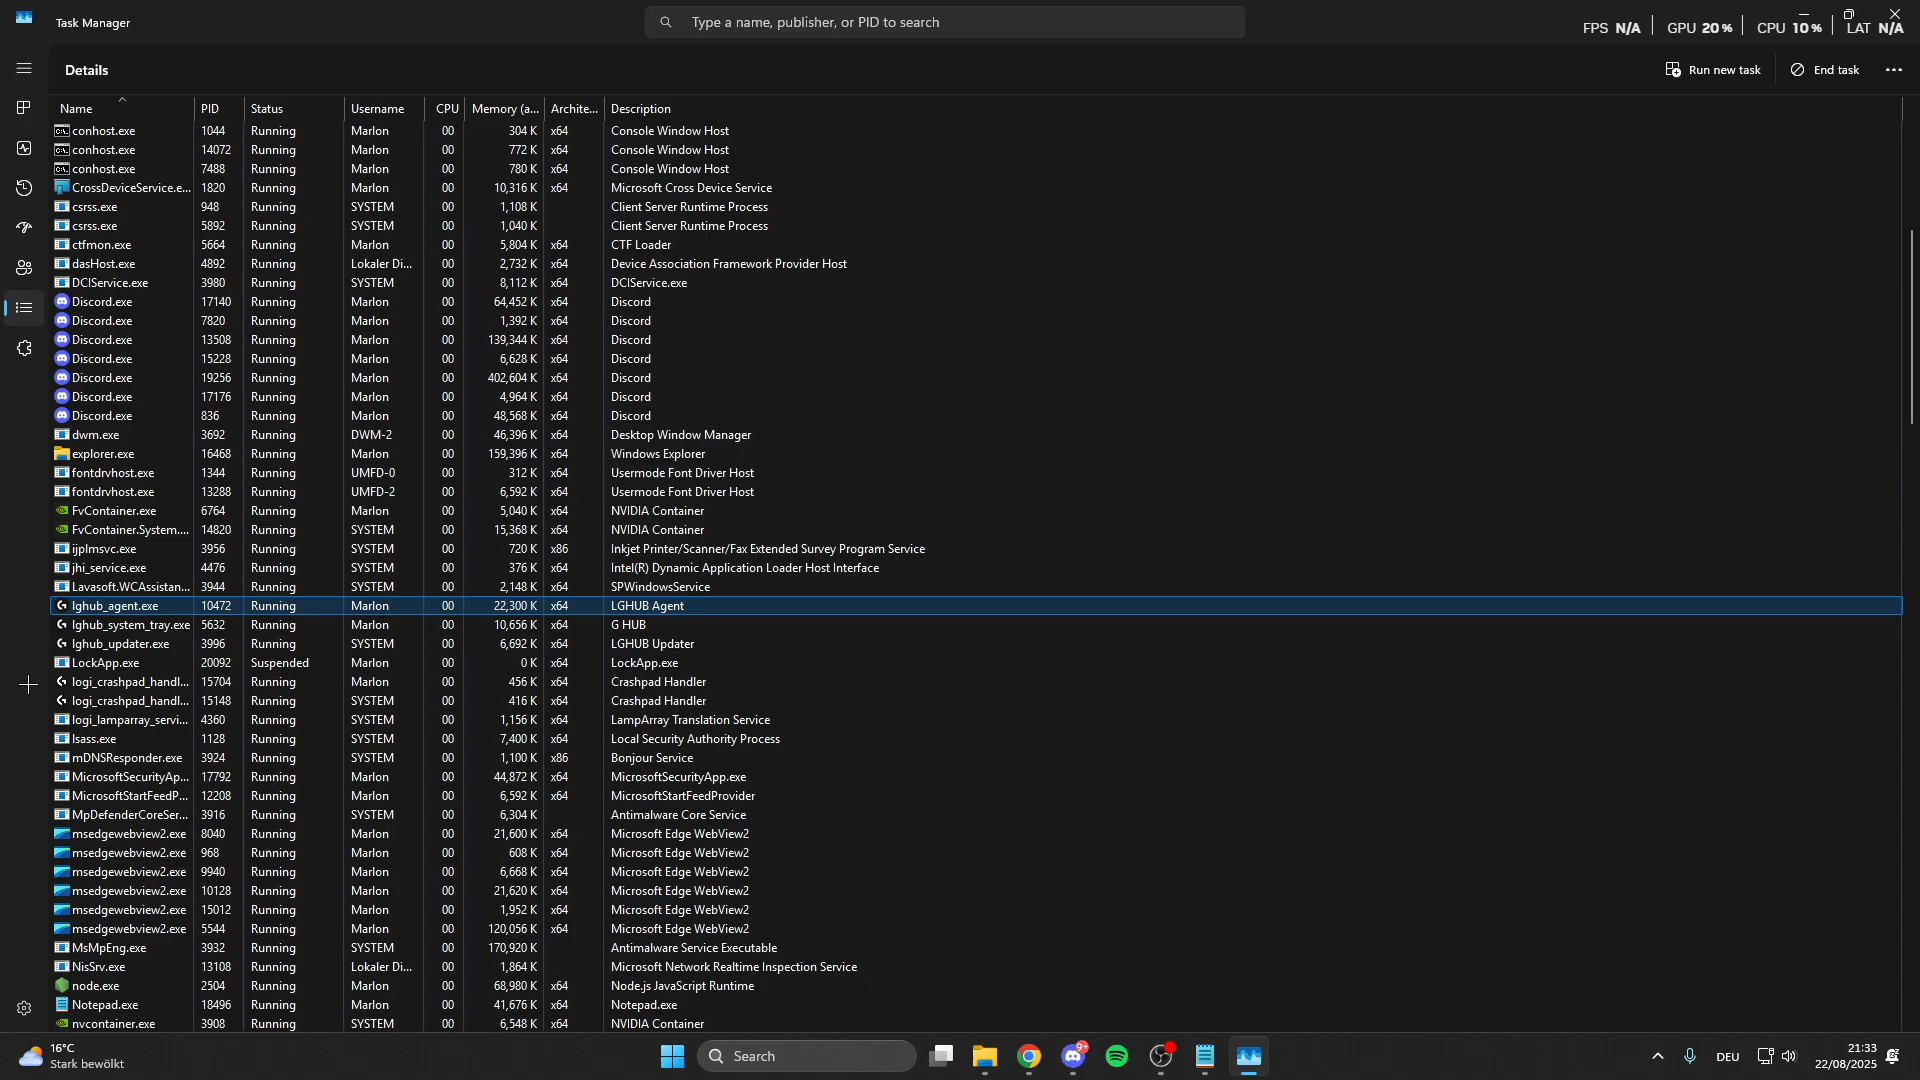 Task Manager
Type a name, publisher, or PID to search
FPS N/A GPU 20% CPU 10% LAT N/A
Details
Run new task
End task
Name PID Status Username CPU Memory (a... Archite... Description
conhost.exe 1044 Running Marlon 00 304 K x64 Console Window Host
conhost.exe 14072 Running Marlon 00 772 K x64 Console Window Host
conhost.exe 7488 Running Marlon 00 780 K x64 Console Window Host
CrossDeviceService.e... 1820 Running Marlon 00 10,316 K x64 Microsoft Cross Device Service
csrss.exe 948 Running SYSTEM 00 1,108 K Client Server Runtime Process
csrss.exe 5892 Running SYSTEM 00 1,040 K Client Server Runtime Process
ctfmon.exe 5664 Running Marlon 00 5,804 K x64 CTF Loader
dasHost.exe 4892 Running Lokaler Di... 00 2,732 K x64 Device Association Framework Provider Host
DCIService.exe 3980 Running SYSTEM 00 8,112 K x64 DCIService.exe
Discord.exe 17140 Running Marlon 00 64,452 K x64 Discord
Discord.exe 7820 Running Marlon 00 1,392 K x64 Discord
Discord.exe 13508 Running Marlon 00 139,344 K x64 Discord
Discord.exe 15228 Running Marlon 00 6,628 K x64 Discord
Discord.exe 19256 Running Marlon 00 402,604 K x64 Discord
Discord.exe 17176 Running Marlon 00 4,964 K x64 Discord
Discord.exe 836 Running Marlon 00 48,568 K x64 Discord
dwm.exe 3692 Running DWM-2 00 46,396 K x64 Desktop Window Manager
explorer.exe 16468 Running Marlon 00 159,396 K x64 Windows Explorer
fontdrvhost.exe 1344 Running UMFD-0 00 312 K x64 Usermode Font Driver Host
fontdrvhost.exe 13288 Running UMFD-2 00 6,592 K x64 Usermode Font Driver Host
FvContainer.exe 6764 Running Marlon 00 5,040 K x64 NVIDIA Container
FvContainer.System.... 14820 Running SYSTEM 00 15,368 K x64 NVIDIA Container
ijplmsvc.exe 3956 Running SYSTEM 00 720 K x86 Inkjet Printer/Scanner/Fax Extended Survey Program Service
jhi_service.exe 4476 Running SYSTEM 00 376 K x64 Intel(R) Dynamic Application Loader Host Interface
Lavasoft.WCAssistan... 3944 Running SYSTEM 00 2,148 K x64 SPWindowsService
lghub_agent.exe 10472 Running Marlon 00 22,300 K x64 LGHUB Agent
lghub_system_tray.exe 5632 Running Marlon 00 10,656 K x64 G HUB
lghub_updater.exe 3996 Running SYSTEM 00 6,692 K x64 LGHUB Updater
LockApp.exe 20092 Suspended Marlon 00 0 K x64 LockApp.exe
logi_crashpad_handl... 15704 Running Marlon 00 456 K x64 Crashpad Handler
logi_crashpad_handl... 15148 Running SYSTEM 00 416 K x64 Crashpad Handler
logi_lamparray_servi... 4360 Running SYSTEM 00 1,156 K x64 LampArray Translation Service
lsass.exe 1128 Running SYSTEM 00 7,400 K x64 Local Security Authority Process
mDNSResponder.exe 3924 Running SYSTEM 00 1,100 K x86 Bonjour Service
MicrosoftSecurityAp... 17792 Running Marlon 00 44,872 K x64 MicrosoftSecurityApp.exe
MicrosoftStartFeedP... 12208 Running Marlon 00 6,592 K x64 MicrosoftStartFeedProvider
MpDefenderCoreSer... 3916 Running SYSTEM 00 6,304 K Antimalware Core Service
msedgewebview2.exe 8040 Running Marlon 00 21,600 K x64 Microsoft Edge WebView2
msedgewebview2.exe 968 Running Marlon 00 608 K x64 Microsoft Edge WebView2
msedgewebview2.exe 9940 Running Marlon 00 6,668 K x64 Microsoft Edge WebView2
msedgewebview2.exe 10128 Running Marlon 00 21,620 K x64 Microsoft Edge WebView2
msedgewebview2.exe 15012 Running Marlon 00 1,952 K x64 Microsoft Edge WebView2
msedgewebview2.exe 5544 Running Marlon 00 120,056 K x64 Microsoft Edge WebView2
MsMpEng.exe 3932 Running SYSTEM 00 170,920 K Antimalware Service Executable
NisSrv.exe 13108 Running Lokaler Di... 00 1,864 K Microsoft Network Realtime Inspection Service
node.exe 2504 Running Marlon 00 68,980 K x64 Node.js JavaScript Runtime
Notepad.exe 18496 Running Marlon 00 41,676 K x64 Notepad.exe
nvcontainer.exe 3908 Running SYSTEM 00 6,548 K x64 NVIDIA Container
16°C
Stark bewölkt
Search
9+
DEU
21:33
22/08/2025